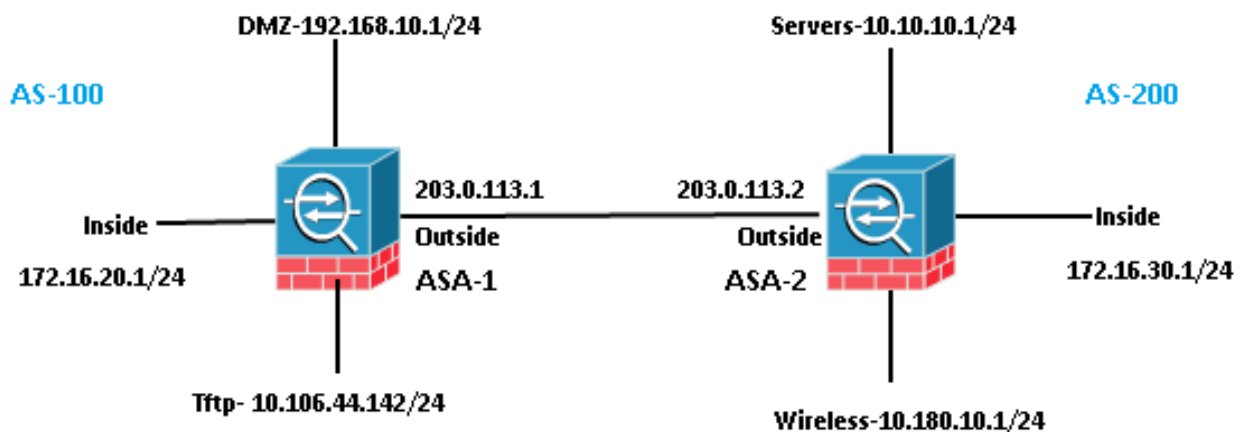 DMZ-192.168.10.1/24
Servers-10.10.10.1/24
AS-100
AS-200
203.0.113.1
203.0.113.2
Inside
Outside
Outside
Inside
172.16.20.1/24
ASA-1
ASA-2
172.16.30.1/24
Tftp- 10.106.44.142/24
Wireless-10.180.10.1/24